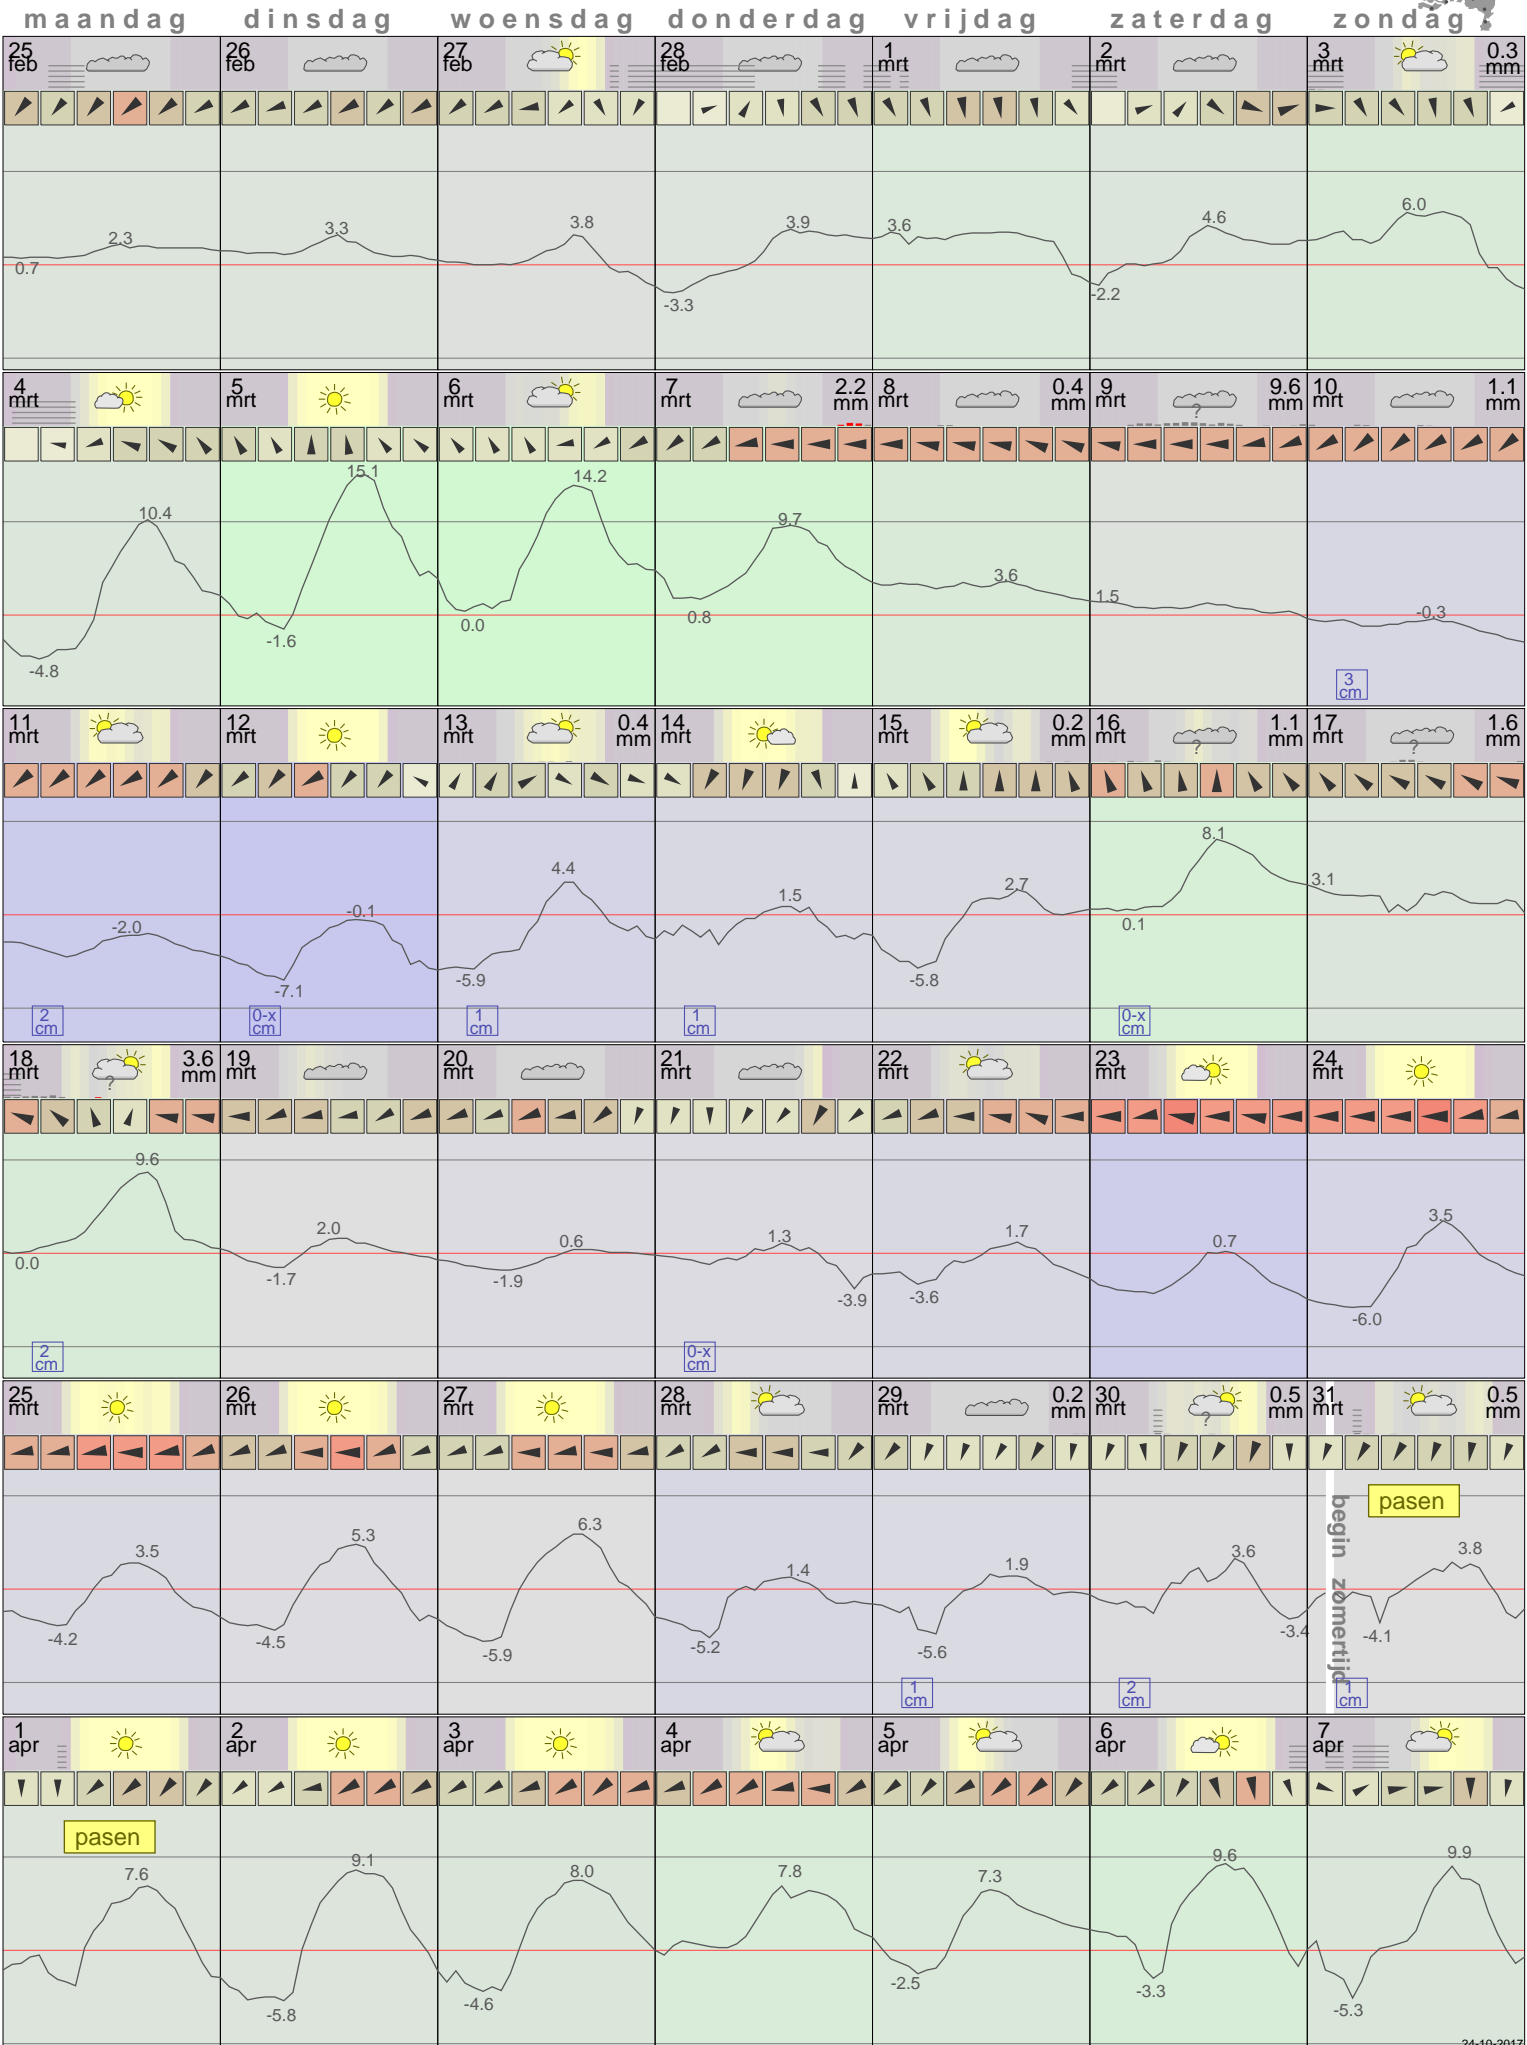 maandag dinsdag woensdag donderdag vrijdag zaterdag zondag
25 26 27 28 1 2 3 0.3
feb feb feb feb mrt mrt mrt mm
2.3 3.3 3.8 3.9 3.6 4.6 6.0
0.7 -3.3 -2.2
4 5 6 7 2.2 8 0.4 9 9.6 10 1.1
mrt mrt mrt mrt mm mrt mm mrt ? mm mrt mm
10.4 15.1 14.2 9.7 3.6 1.5 -0.3
-4.8 -1.6 0.0 0.8
3
cm
11 12 13 0.4 14 15 0.2 16 1.1 17 1.6
mrt mrt mrt mm mrt mrt mm mrt ? mm mrt ? mm
-2.0 -0.1 4.4 1.5 2.7 8.1 3.1
-7.1 -5.9 -5.8 0.1
2 0-x 1 1 0-x
cm cm cm cm cm
18 3.6 19 20 21 22 23 24
mrt ? mm mrt mrt mrt mrt mrt mrt
9.6 2.0 0.6 1.3 1.7 0.7 3.5
0.0 -1.7 -1.9 -3.9 -3.6 -6.0
2 0-x
cm cm
25 26 27 28 29 0.2 30 0.5 31 0.5
mrt mrt mrt mrt mrt mm mrt ? mm mrt mm
pasen
begin zomertijd
3.5 5.3 6.3 1.4 1.9 3.6 3.8
-4.2 -4.5 -5.9 -5.2 -5.6 -3.4 -4.1
1 2 1
cm cm cm
1 2 3 4 5 6 7
apr apr apr apr apr apr apr
pasen
7.6 9.1 8.0 7.8 7.3 9.6 9.9
-5.8 -4.6 -2.5 -3.3 -5.3
24-10-2017